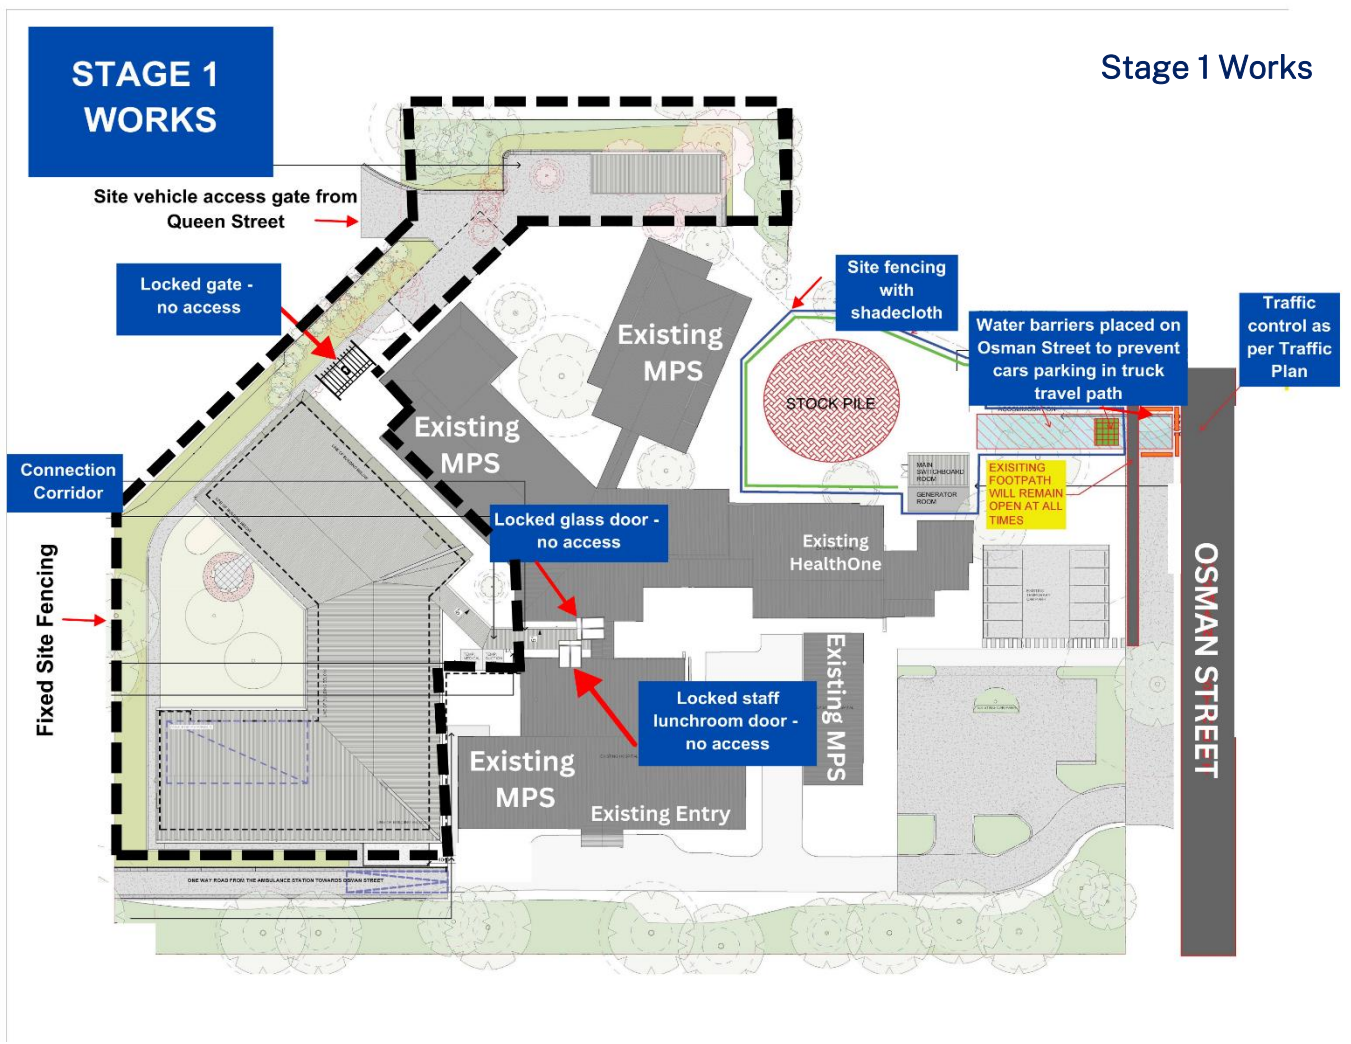 Stage 1 Works
STAGE 1
WORKS
Site vehicle access gate from
Queen Street
Locked gate -
no access
Site fencing
with
shadecloth
Water barriers placed on
Osman Street to prevent
cars parking in truck
travel path
Traffic
control as
per Traffic
Plan
Existing
MPS
STOCK PILE
Existing
MPS
Connection
Corridor
MAIN
SWITCHBOARD
ROOM
GENERATOR
ROOM
EXISITING
FOOTPATH
WILL REMAIN
OPEN AT ALL
TIMES
Locked glass door -
no access
Existing
HealthOne
Fixed Site Fencing
OSMAN STREET
Existing MPS
Locked staff
lunchroom door -
no access
Existing
MPS
Existing Entry
ONE WAY ROAD FROM THE AMBULANCE STATION TOWARDS OSMAN STREET